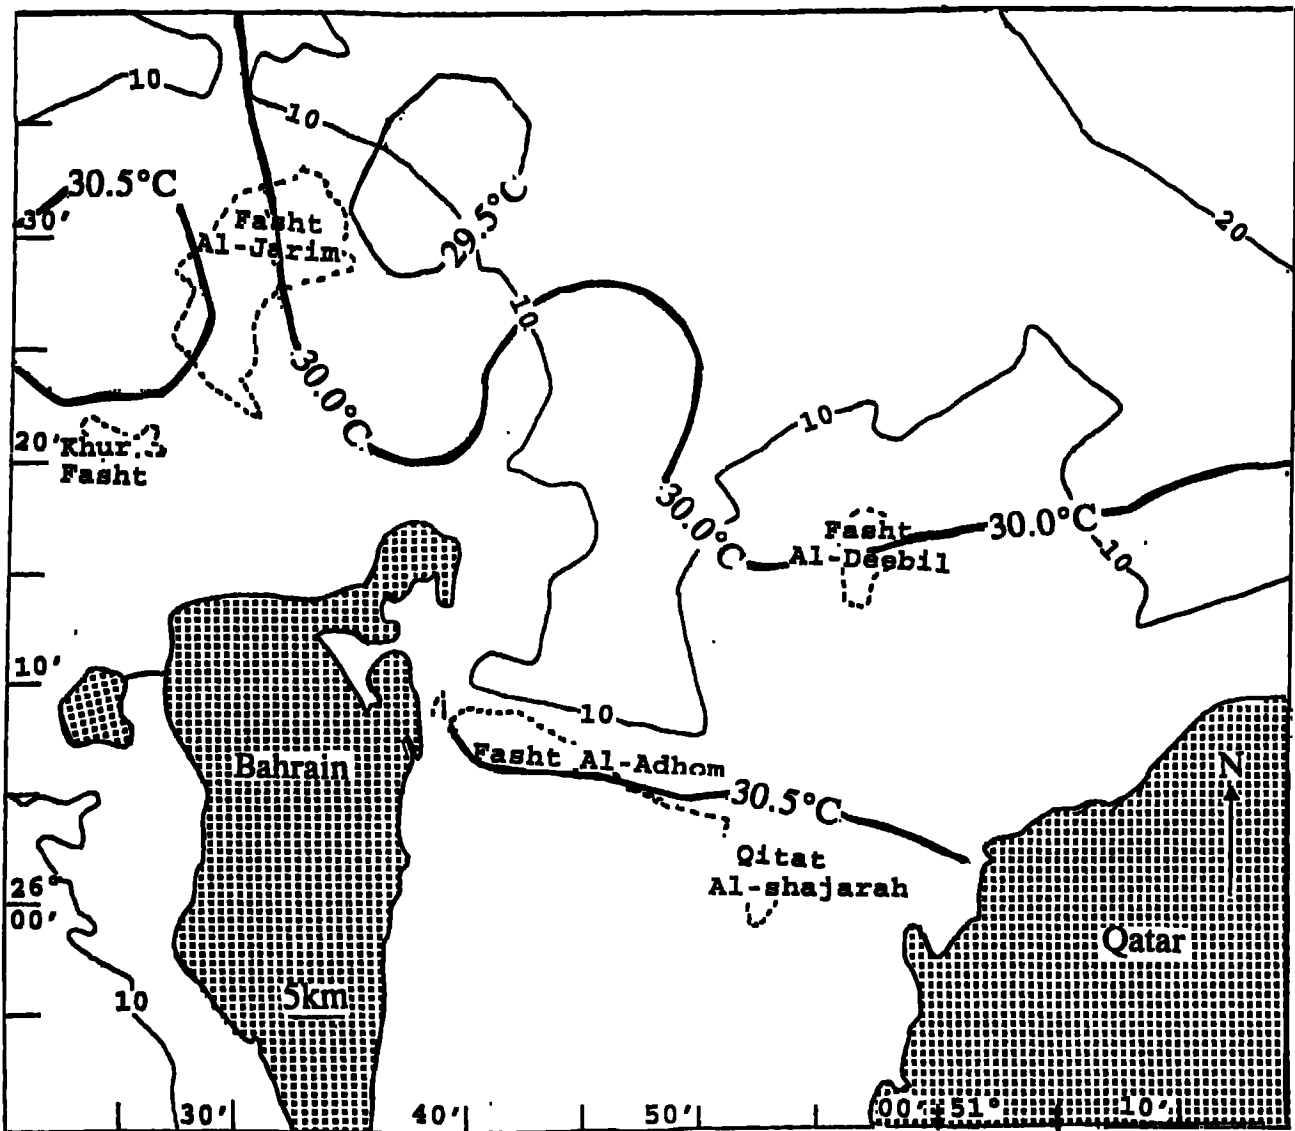 10
10
30.5°C
29.5°C
30'
Fasht
Al-Jarim
20
10
30.0°C
10
20'
Khur
Fasht
30.0°C
Fasht
Al-Deebil
30.0°C
10
10'
10
Bahrain
Fasht Al-Adhom
30.5°C
N
Qitat
Al-shajarah
26°
00'
Qatar
10
5km
30'
40'
50'
00' 51°
10'